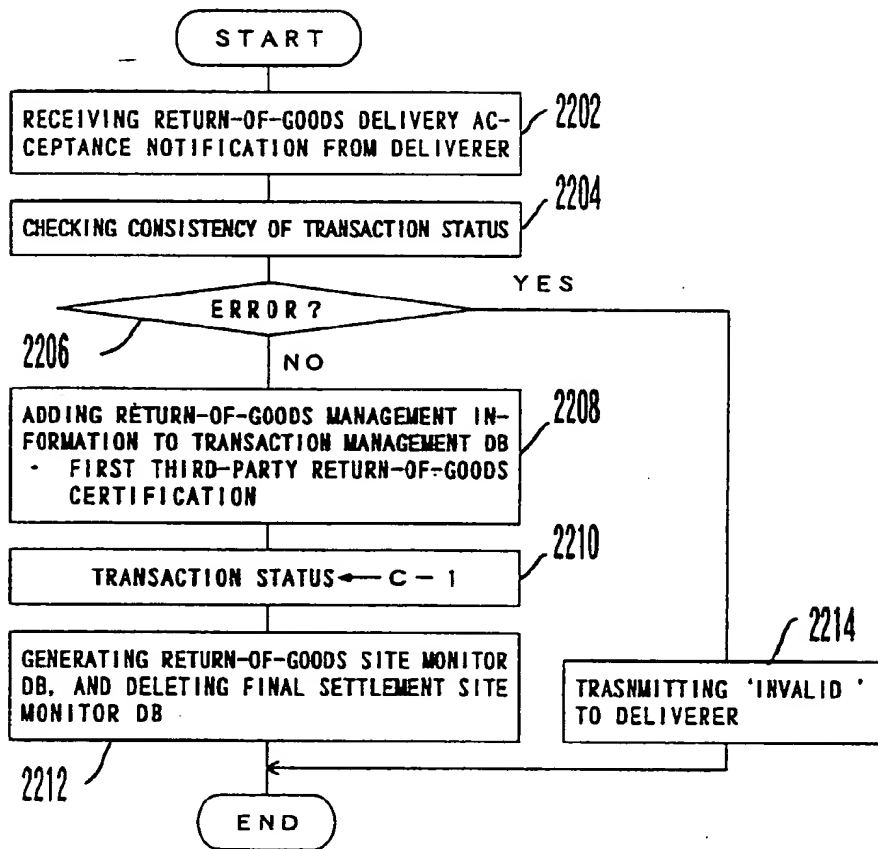 START
RECEIVING RETURN-OF-GOODS DELIVERY AC-
CEPTANCE NOTIFICATION FROM DELIVERER
2202
CHECKING CONSISTENCY OF TRANSACTION STATUS
2204
ERROR?
YES
2206
NO
ADDING RETURN-OF-GOODS MANAGEMENT IN-
FORMATION TO TRANSACTION MANAGEMENT DB
· FIRST THIRD-PARTY RETURN-OF-GOODS
CERTIFICATION
2208
TRANSACTION STATUS ← C - 1
2210
GENERATING RETURN-OF-GOODS SITE MONITOR
DB, AND DELETING FINAL SETTLEMENT SITE
MONITOR DB
2212
TRASNMITTING 'INVALID '
TO DELIVERER
2214
END